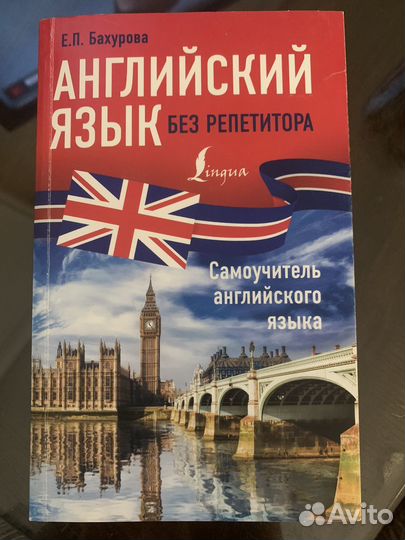 Е.П. Бахурова
АНГЛИЙСКИЙ
ЯЗЫК БЕЗ РЕПЕТИТОРА
Lingua
Самоучитель
английского
языка
Avito